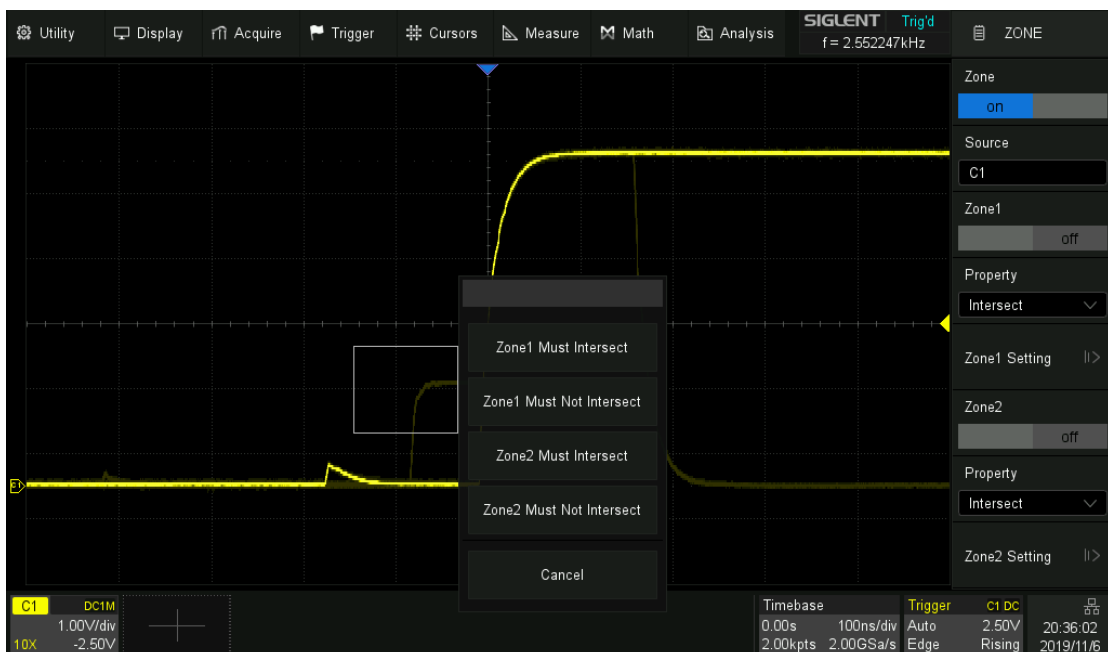 Utility Display Acquire Trigger Cursors Measure Math Analysis SIGLENT Trig'd ZONE
f = 2.552247kHz
Zone
on
Source
C1
Zone1
off
Property
Intersect
Zone1 Setting
Zone2
off
Property
Intersect
Zone2 Setting
Zone1 Must Intersect
Zone1 Must Not Intersect
Zone2 Must Intersect
Zone2 Must Not Intersect
Cancel
C1
C1 DC1M
1.00V/div
10X -2.50V
Timebase
0.00s 100ns/div
2.00kpts 2.00GSa/s
Trigger C1 DC
Auto 2.50V
Edge Rising
20:36:02
2019/11/6